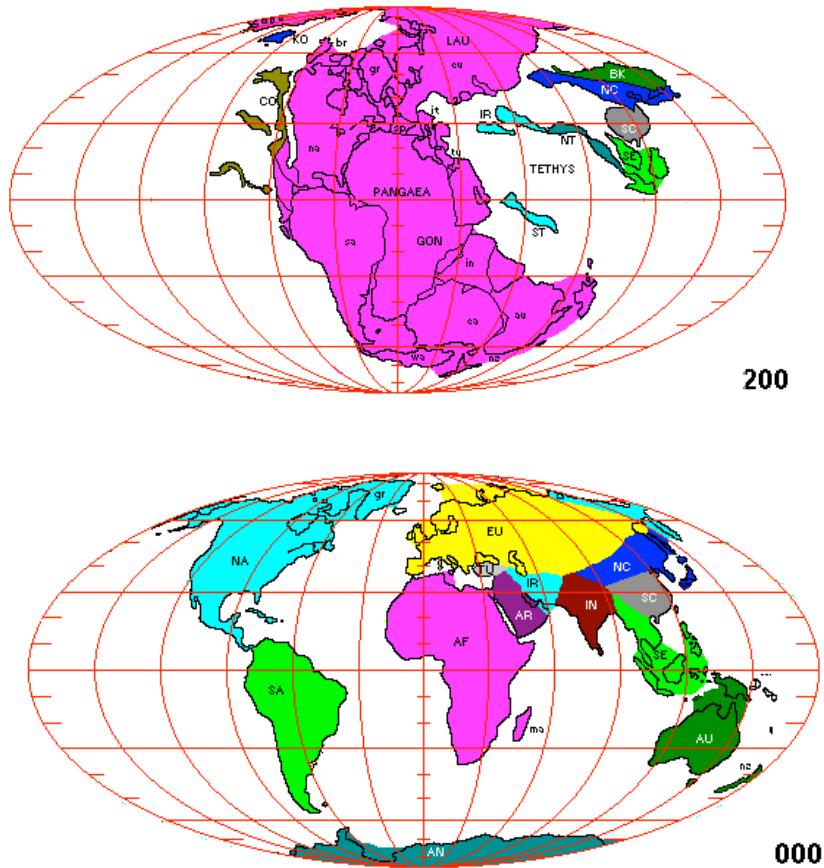 KO
br
LAU
gr
eu
BK
NC
CO
it
IR
SC
sp
NT
SE
na
tu
TETHYS
PANGAEA
ST
sa
GON
in
ea
au
wa
nz
200
gr
EU
NA
TU
NC
IR
SC
AR
IN
AF
SE
SA
AU
ma
nz
AN
000